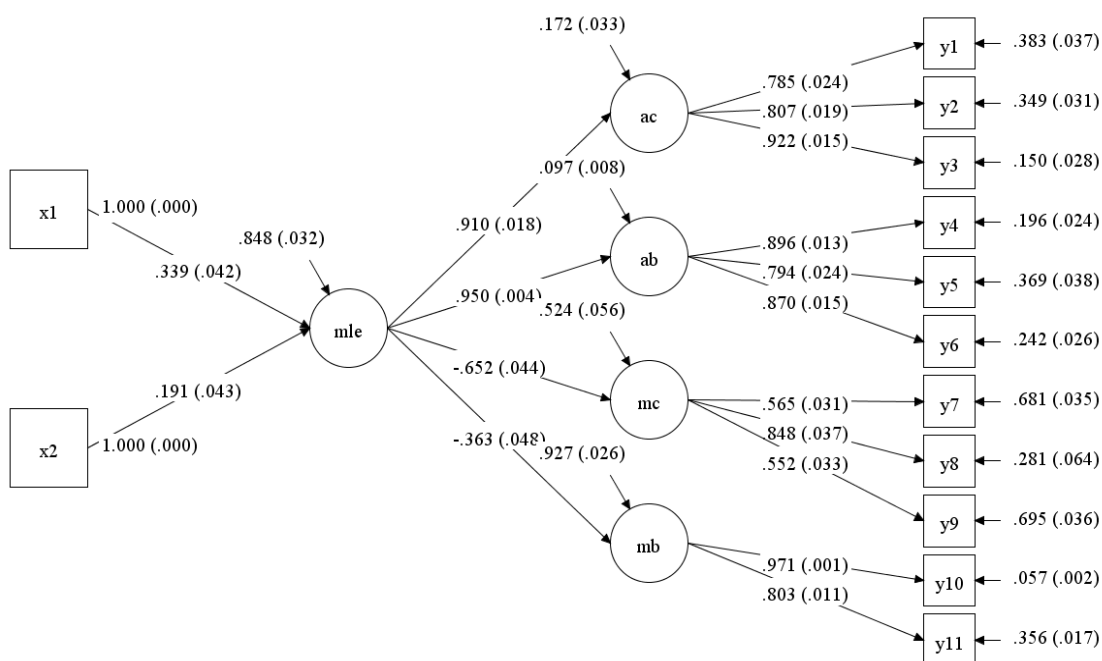 .172 (.033)
y1
.383 (.037)
.785 (.024)
.807 (.019)
.922 (.015)
ac
y2
.349 (.031)
y3
.150 (.028)
.097 (.008)
x1
1.000 (.000)
.910 (.018)
.848 (.032)
.339 (.042)
ab
.896 (.013)
.794 (.024)
.870 (.015)
y4
.196 (.024)
y5
.369 (.038)
.950 (.004)
.524 (.056)
mle
y6
.242 (.026)
-.652 (.044)
mc
.565 (.031)
.848 (.037)
.552 (.033)
y7
.681 (.035)
.191 (.043)
x2
1.000 (.000)
-.363 (.048)
.927 (.026)
y8
.281 (.064)
y9
.695 (.036)
mb
.971 (.001)
.803 (.011)
y10
.057 (.002)
y11
.356 (.017)